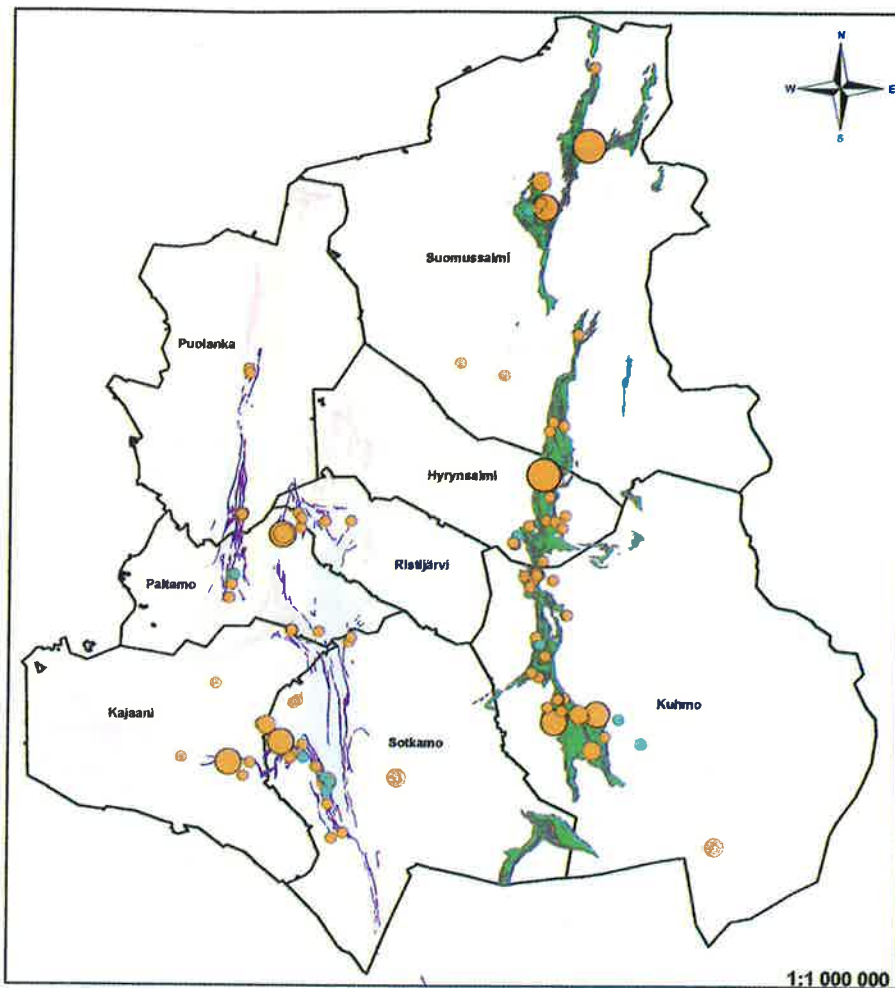 N
W E
S
Suomussalmi
Puolanka
Hyrynsalmi
Ristijärvi
Paltamo
Kajaani
Kuhmo
Sotkamo
1:1 000 000